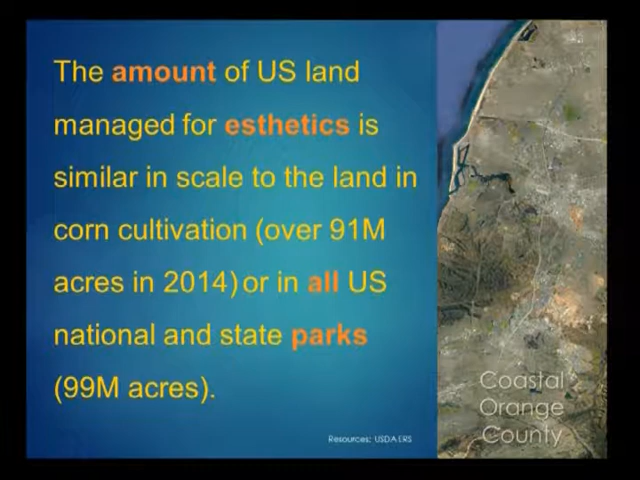 The amount of US land
managed for esthetics is
similar in scale to the land in
corn cultivation (over 91M
acres in 2014) or in all US
national and state parks
(99M acres).
Resources: USDA ERS
Coastal
Orange
County